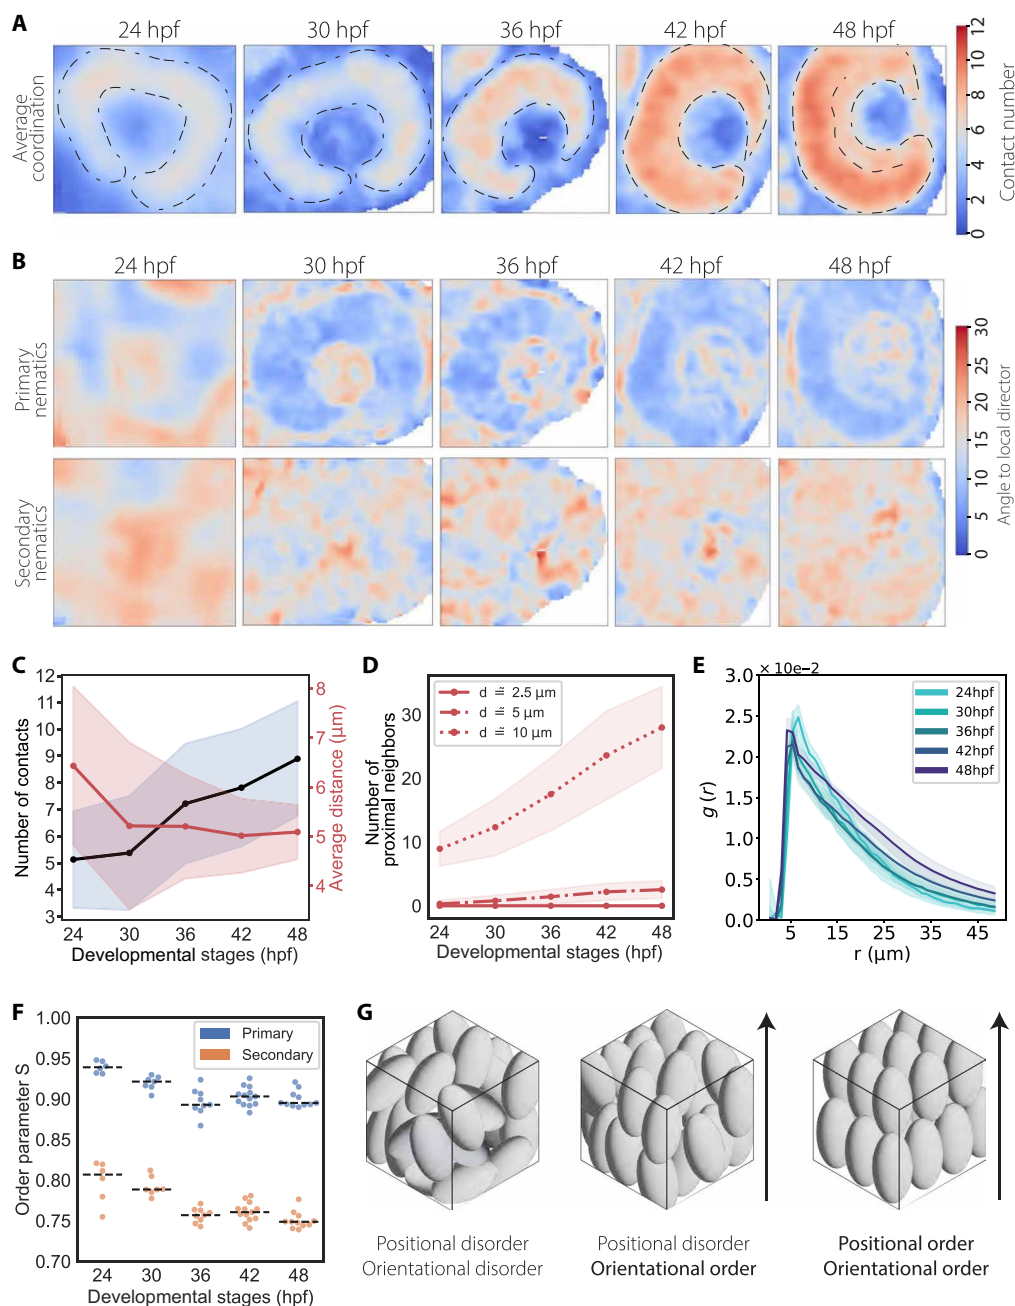 A
24 hpf
30 hpf
36 hpf
42 hpf
48 hpf
Average
coordination
0
2
4
6
8
10
12
Contact number
B
24 hpf
30 hpf
36 hpf
42 hpf
48 hpf
Primary
nematics
Secondary
nematics
0
5
10
15
20
25
30
Angle to local director
C
12
11
10
9
8
7
6
5
4
3
Number of contacts
8
7
6
5
4
Average distance (μm)
24
30
36
42
48
Developmental stages (hpf)
D
30
20
10
0
Number of
proximal neighbors
d ≝ 2.5 μm
d ≝ 5 μm
d ≝ 10 μm
24
30
36
42
48
Developmental stages (hpf)
E
× 10e−2
3.0
2.5
2.0
1.5
1.0
0.5
0.0
g (r)
24hpf
30hpf
36hpf
42hpf
48hpf
5
15
25
35
45
r (μm)
F
1.00
0.95
0.90
0.85
0.80
0.75
0.70
Order parameter S
Primary
Secondary
24
30
36
42
48
Developmental stages (hpf)
G
Positional disorder
Orientational disorder
Positional disorder
Orientational order
Positional order
Orientational order